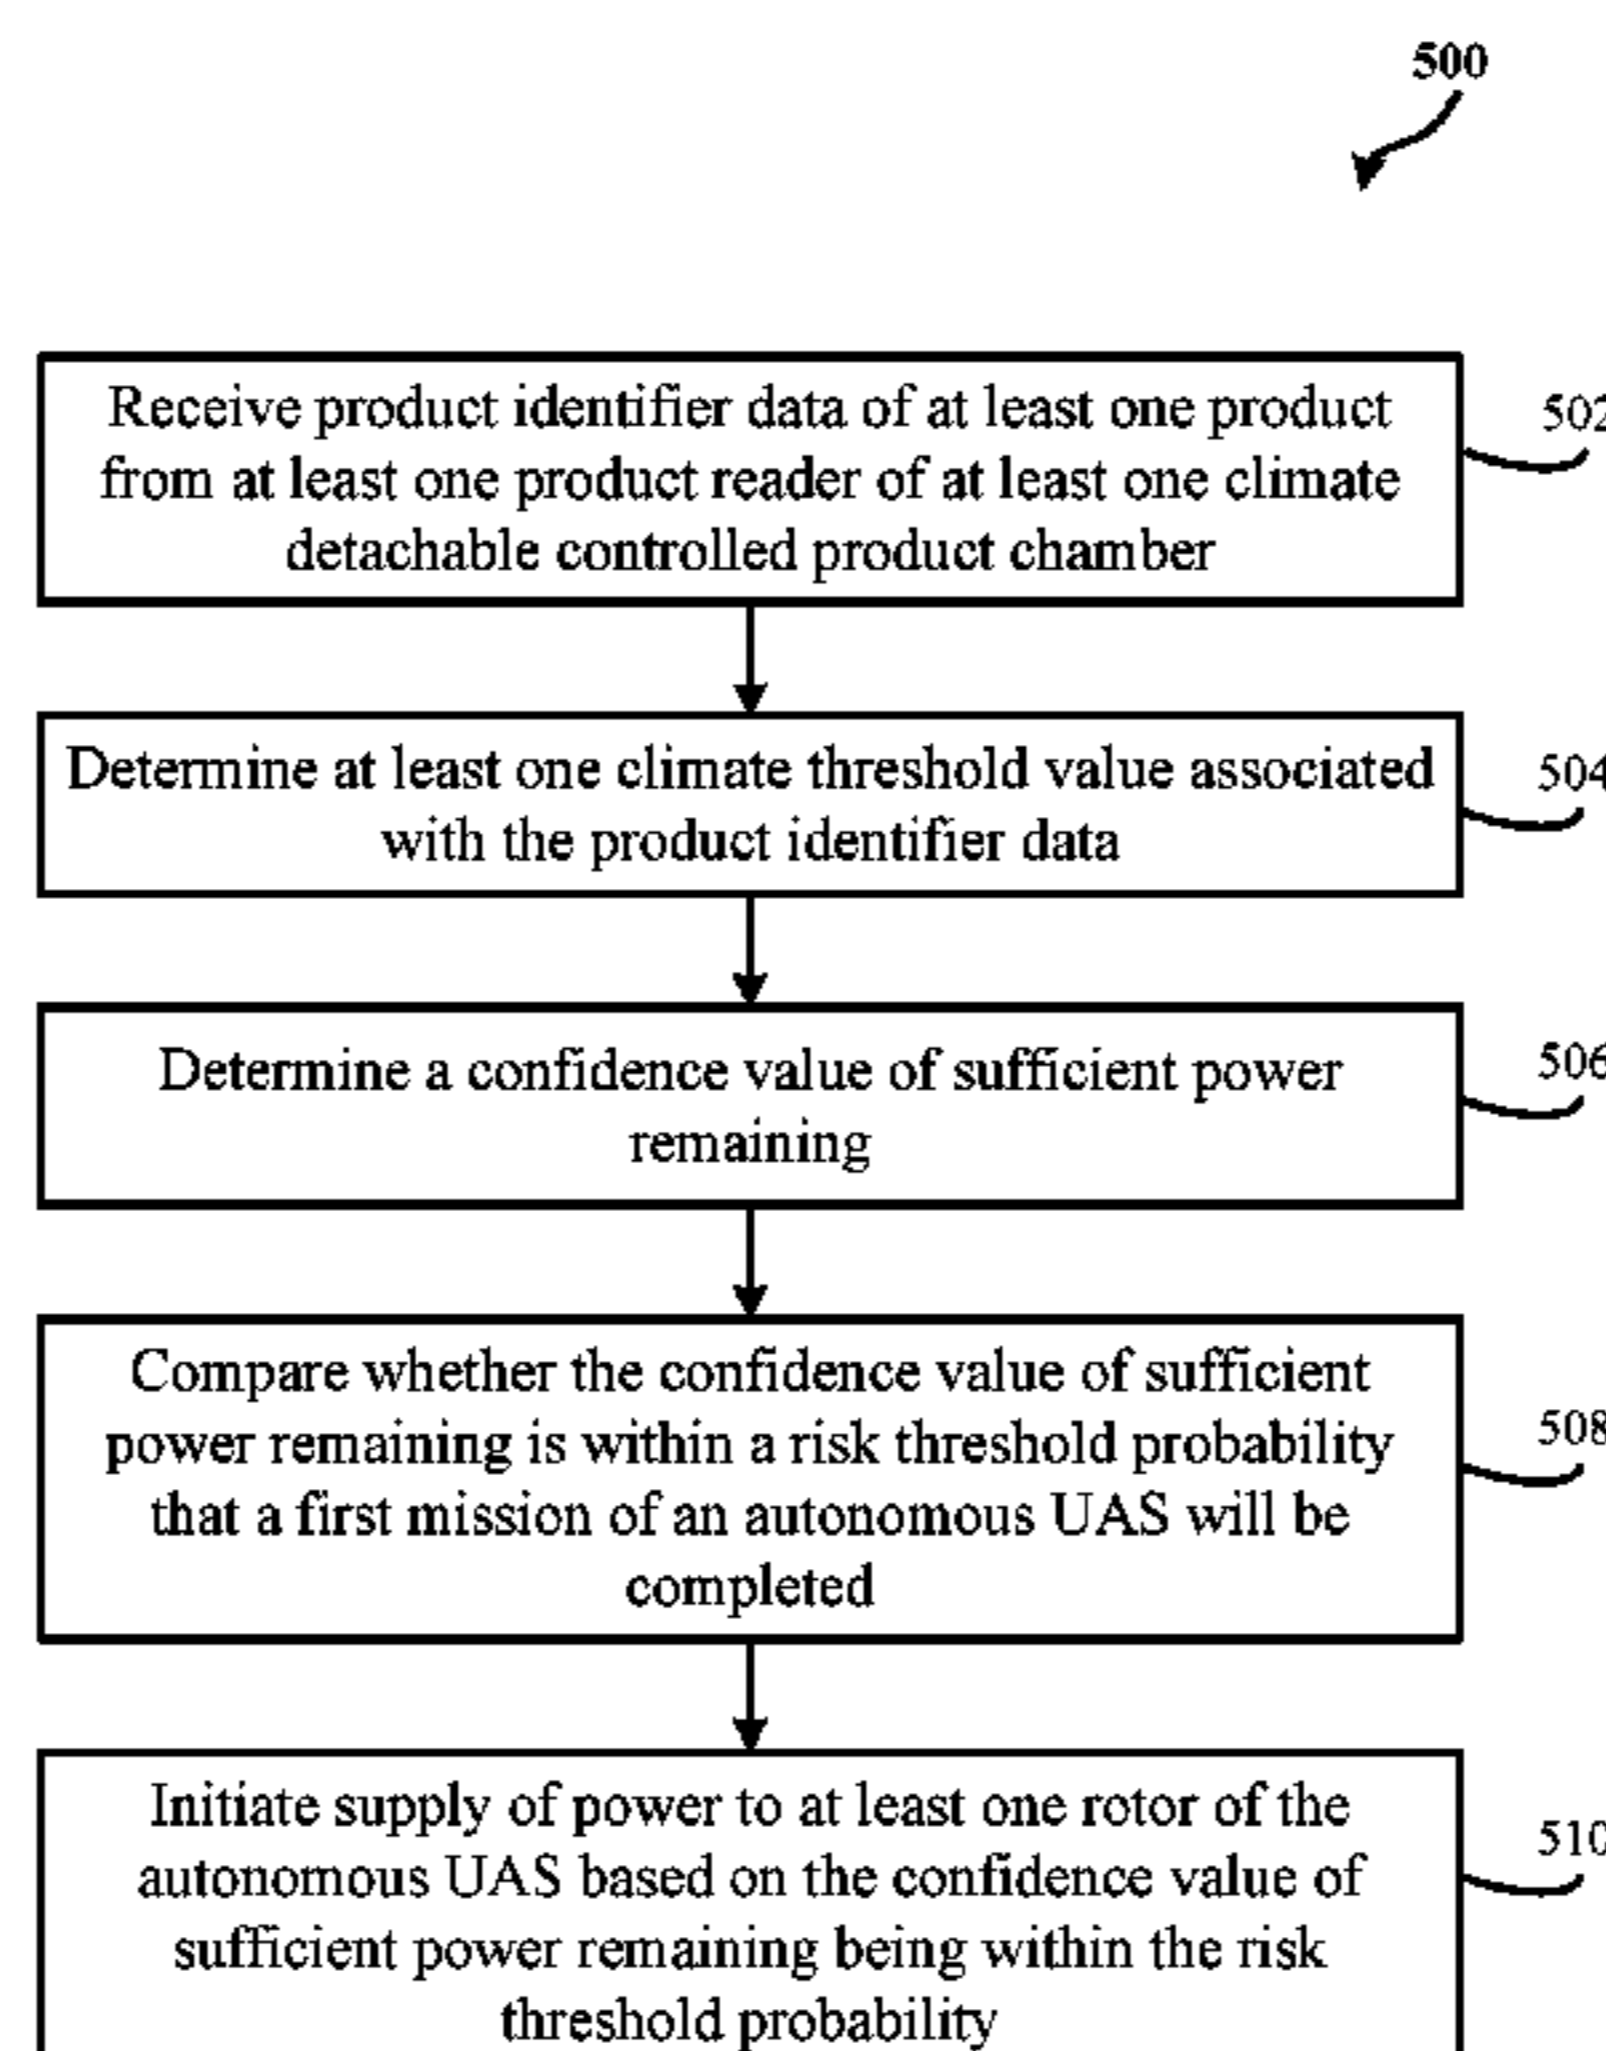 500
Receive product identifier data of at least one product
from at least one product reader of at least one climate
detachable controlled product chamber
502
Determine at least one climate threshold value associated
with the product identifier data
504
Determine a confidence value of sufficient power
remaining
506
Compare whether the confidence value of sufficient
power remaining is within a risk threshold probability
that a first mission of an autonomous UAS will be
completed
508
Initiate supply of power to at least one rotor of the
autonomous UAS based on the confidence value of
sufficient power remaining being within the risk
threshold probability
510